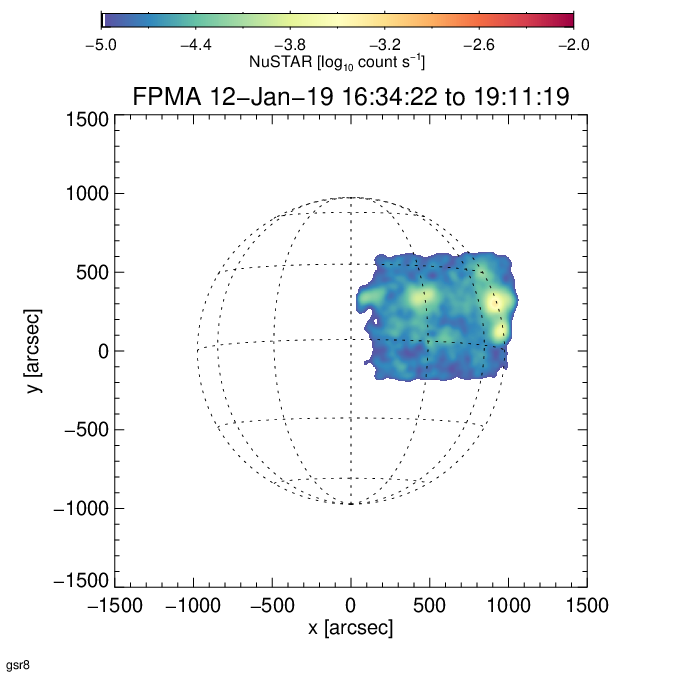 −5.0 −4.4 −3.8 −3.2 −2.6 −2.0
NuSTAR [log₁₀ count s⁻¹]
FPMA 12−Jan−19 16:34:22 to 19:11:19
1500
1000
500
0
−500
−1000
−1500
y [arcsec]
−1500 −1000 −500 0 500 1000 1500
x [arcsec]
gsr8